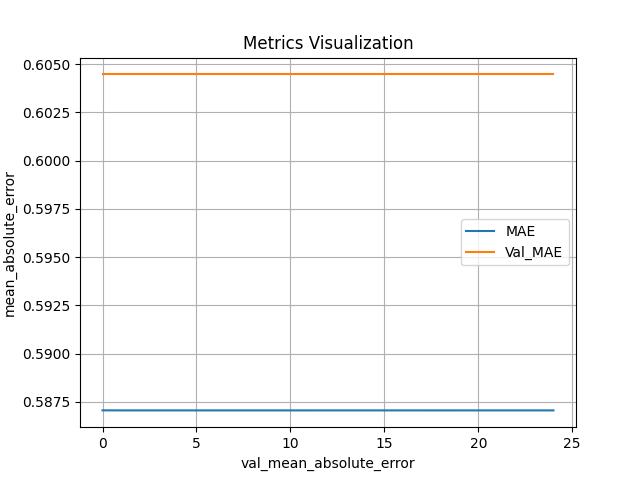 Metrics Visualization
mean_absolute_error
0.6050
0.6025
0.6000
0.5975
0.5950
0.5925
0.5900
0.5875
MAE
Val_MAE
0 5 10 15 20 25
val_mean_absolute_error